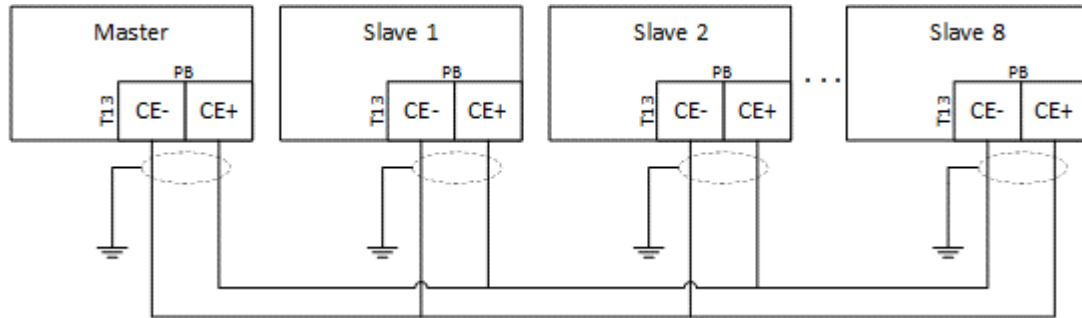 Master
Slave 1
Slave 2
Slave 8
PB
PB
PB
. . .
PB
T13
CE-
CE+
T13
CE-
CE+
T13
CE-
CE+
T13
CE-
CE+